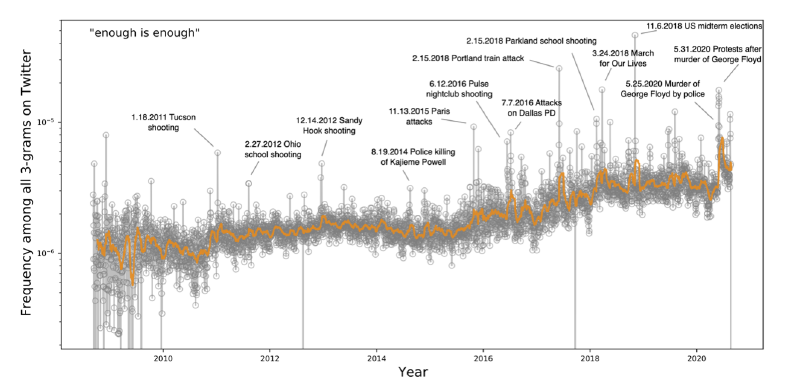 "enough is enough"
11.6.2018 US midterm elections
2.15.2018 Parkland school shooting
3.24.2018 March
for Our Lives
5.31.2020 Protests after
murder of George Floyd
2.15.2018 Portland train attack
6.12.2016 Pulse
nightclub shooting
5.25.2020 Murder of
George Floyd by police
7.7.2016 Attacks
on Dallas PD
11.13.2015 Paris
attacks
1.18.2011 Tucson
shooting
12.14.2012 Sandy
Hook shooting
2.27.2012 Ohio
school shooting
8.19.2014 Police killing
of Kajieme Powell
Frequency among all 3-grams on Twitter
10⁻⁵
10⁻⁶
2010 2012 2014 2016 2018 2020
Year